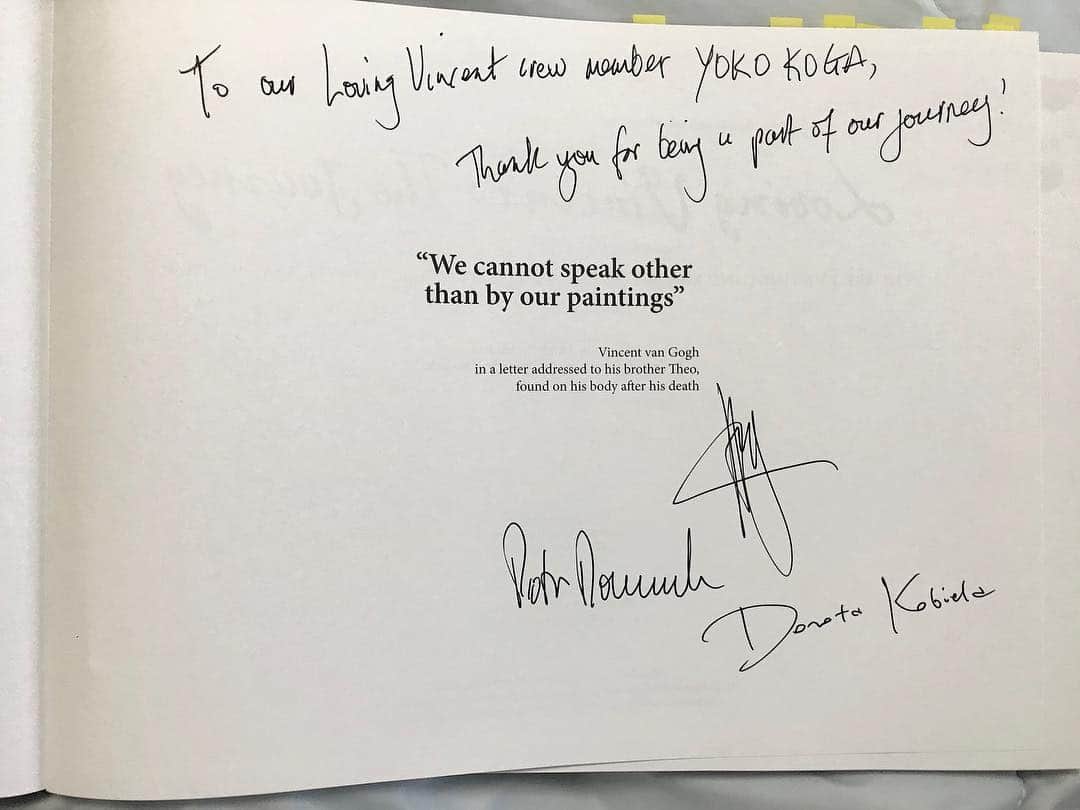 To our Loving Vincent crew member YOKO KOGA,
Thank you for being a part of our journey!
“We cannot speak other
than by our paintings”
Vincent van Gogh
in a letter addressed to his brother Theo,
found on his body after his death
Dorota Kobiela